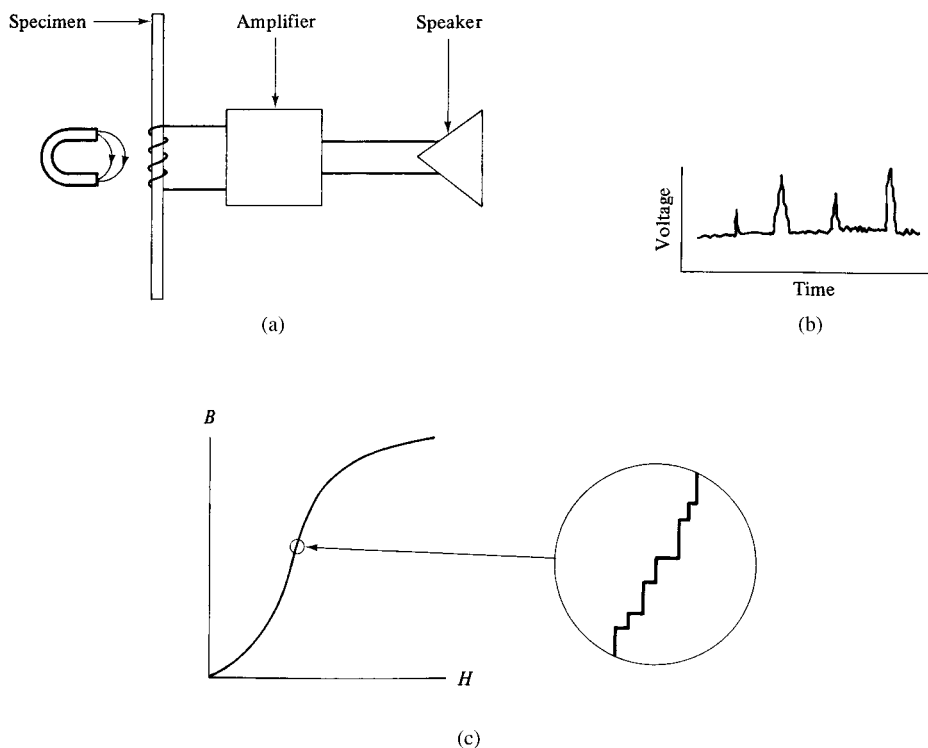 Specimen
Amplifier
Speaker
(a)
Voltage
Time
(b)
B
H
(c)